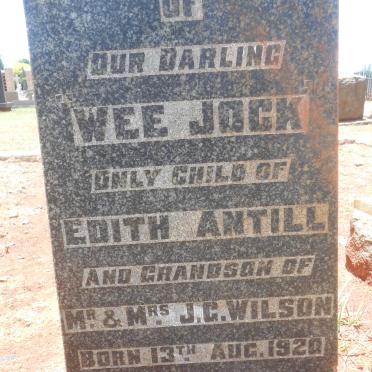 OF
OUR DARLING
"WEE JOCK"
ONLY CHILD OF
EDITH ANTILL
AND GRANDSON OF
MR. & MRS J.G. WILSON
BORN 13TH AUG. 1920